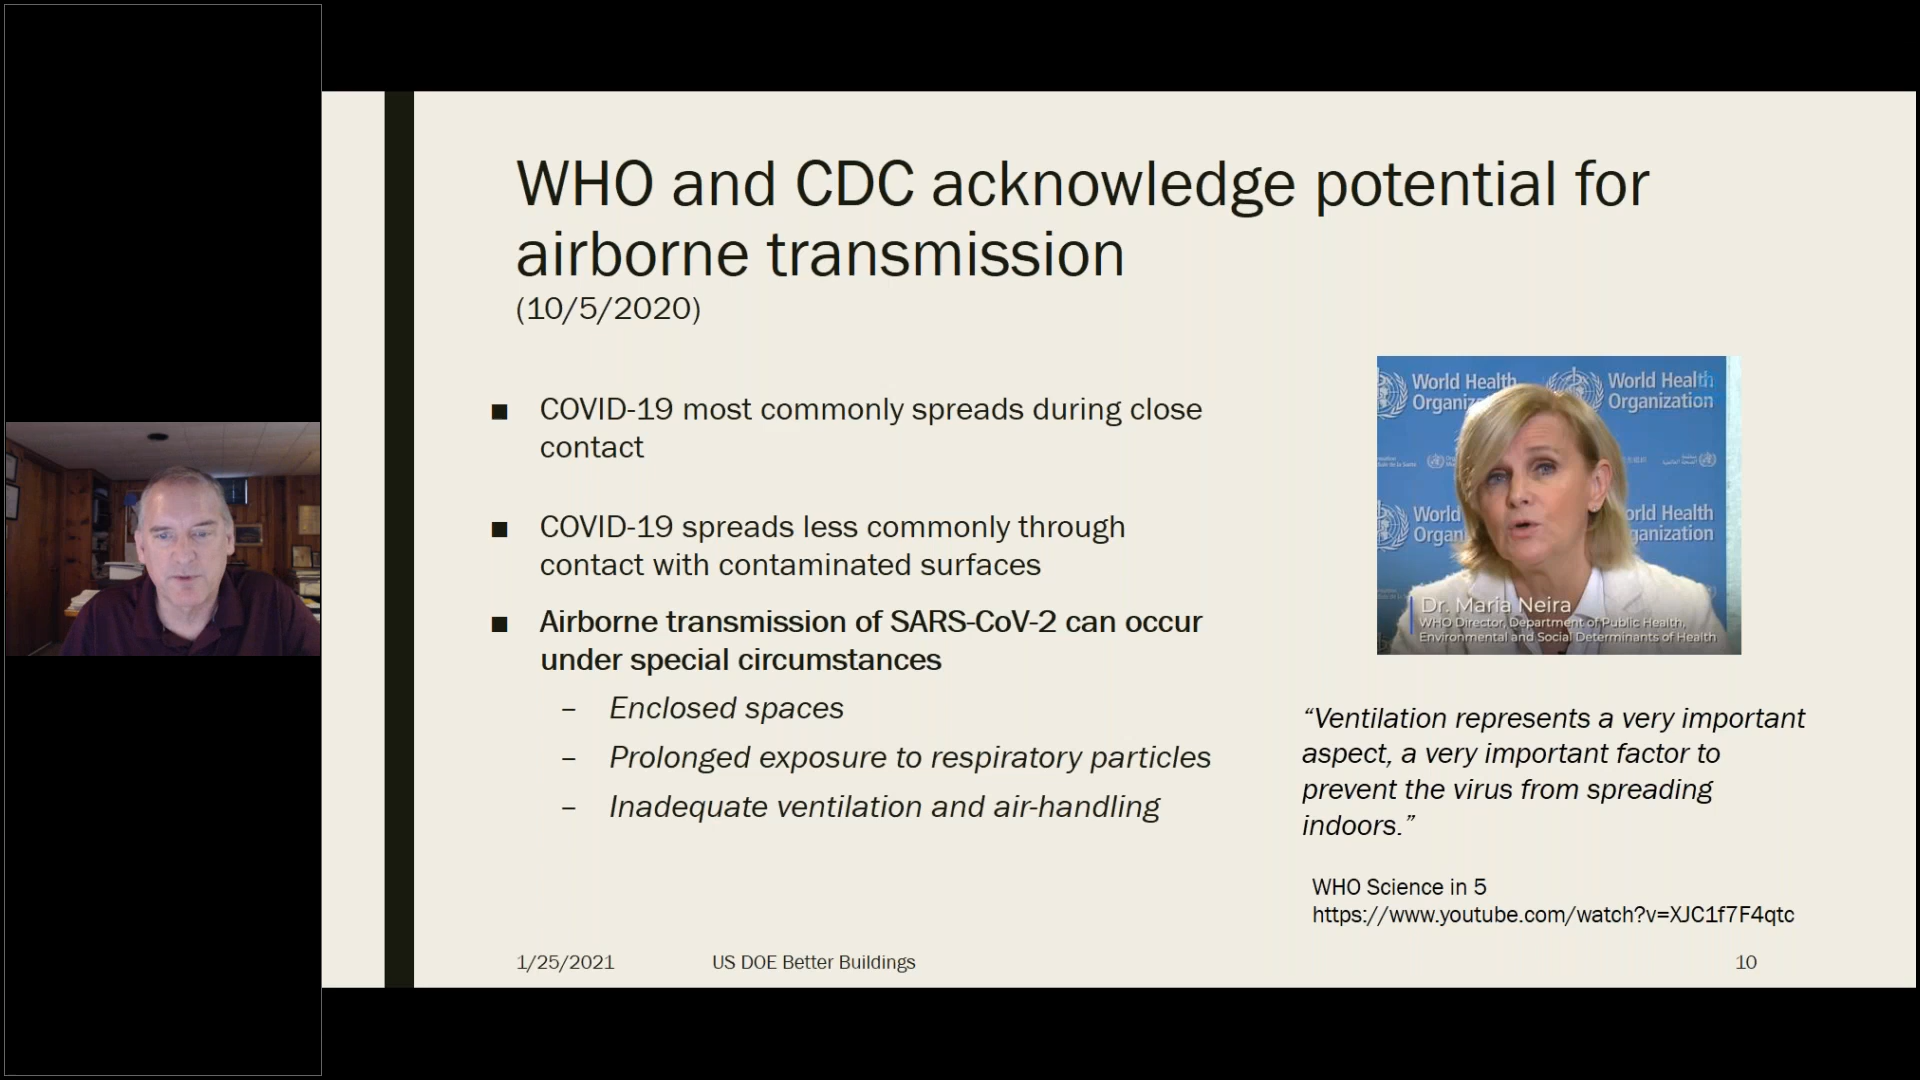 WHO and CDC acknowledge potential for
airborne transmission
(10/5/2020)
■ COVID-19 most commonly spreads during close
contact
■ COVID-19 spreads less commonly through
contact with contaminated surfaces
■ Airborne transmission of SARS-CoV-2 can occur
under special circumstances
– Enclosed spaces
– Prolonged exposure to respiratory particles
– Inadequate ventilation and air-handling
World Health
World Health
Organization
World
orld Health
ganization
Dr. Maria Neira
WHO Director, Department of Public Health,
Environmental and Social Determinants of Health
“Ventilation represents a very important
aspect, a very important factor to
prevent the virus from spreading
indoors.”
WHO Science in 5
https://www.youtube.com/watch?v=XJC1f7F4qtc
1/25/2021
US DOE Better Buildings
10